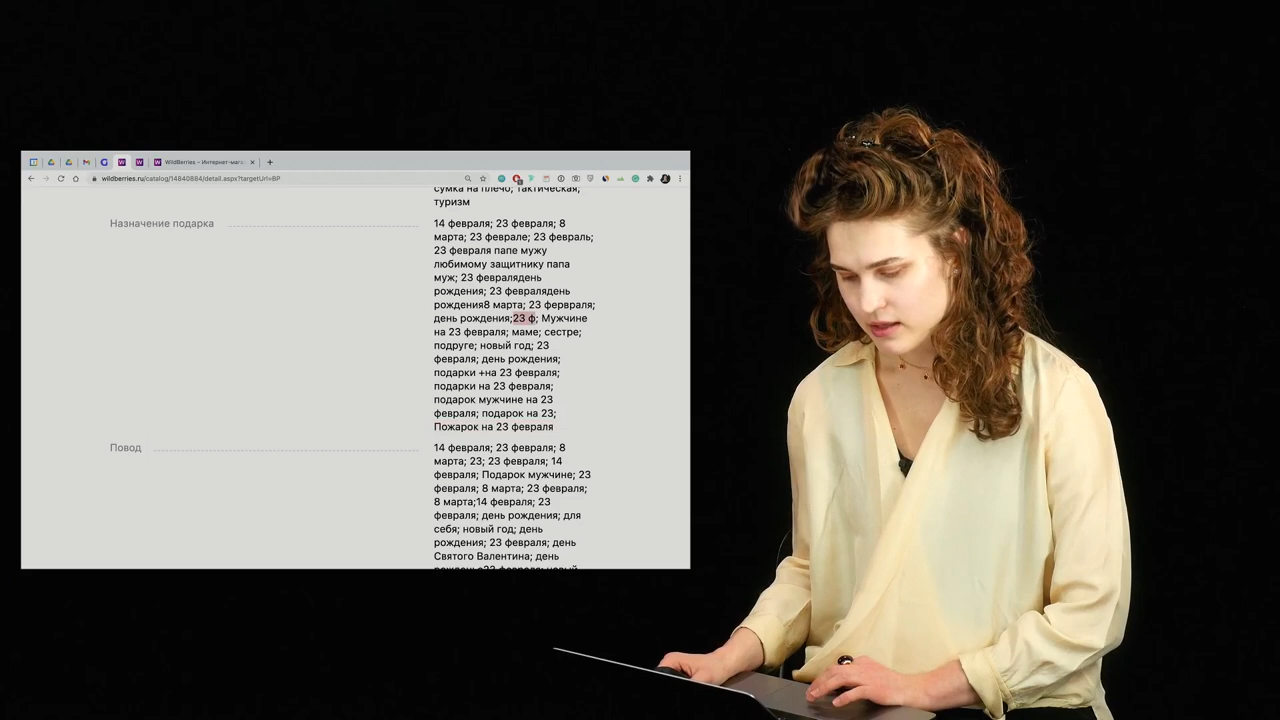 WildBerries – Интернет-мага
wildberries.ru/catalog/14840884/detail.aspx?targetUrl=BP
сумка на плечо; тактическая;
туризм
Назначение подарка
14 февраля; 23 февраля; 8
марта; 23 феврале; 23 февраль;
23 февраля папе мужу
любимому защитнику папа
муж; 23 февралядень
рождения; 23 февралядень
рождения8 марта; 23 фервраля;
день рождения;23 ф; Мужчине
на 23 февраля; маме; сестре;
подруге; новый год; 23
февраля; день рождения;
подарки +на 23 февраля;
подарки на 23 февраля;
подарок мужчине на 23
февраля; подарок на 23;
Пожарок на 23 февраля
Повод
14 февраля; 23 февраля; 8
марта; 23; 23 февраля; 14
февраля; Подарок мужчине; 23
февраля; 8 марта; 23 февраля;
8 марта;14 февраля; 23
февраля; день рождения; для
себя; новый год; день
рождения; 23 февраля; день
Святого Валентина; день